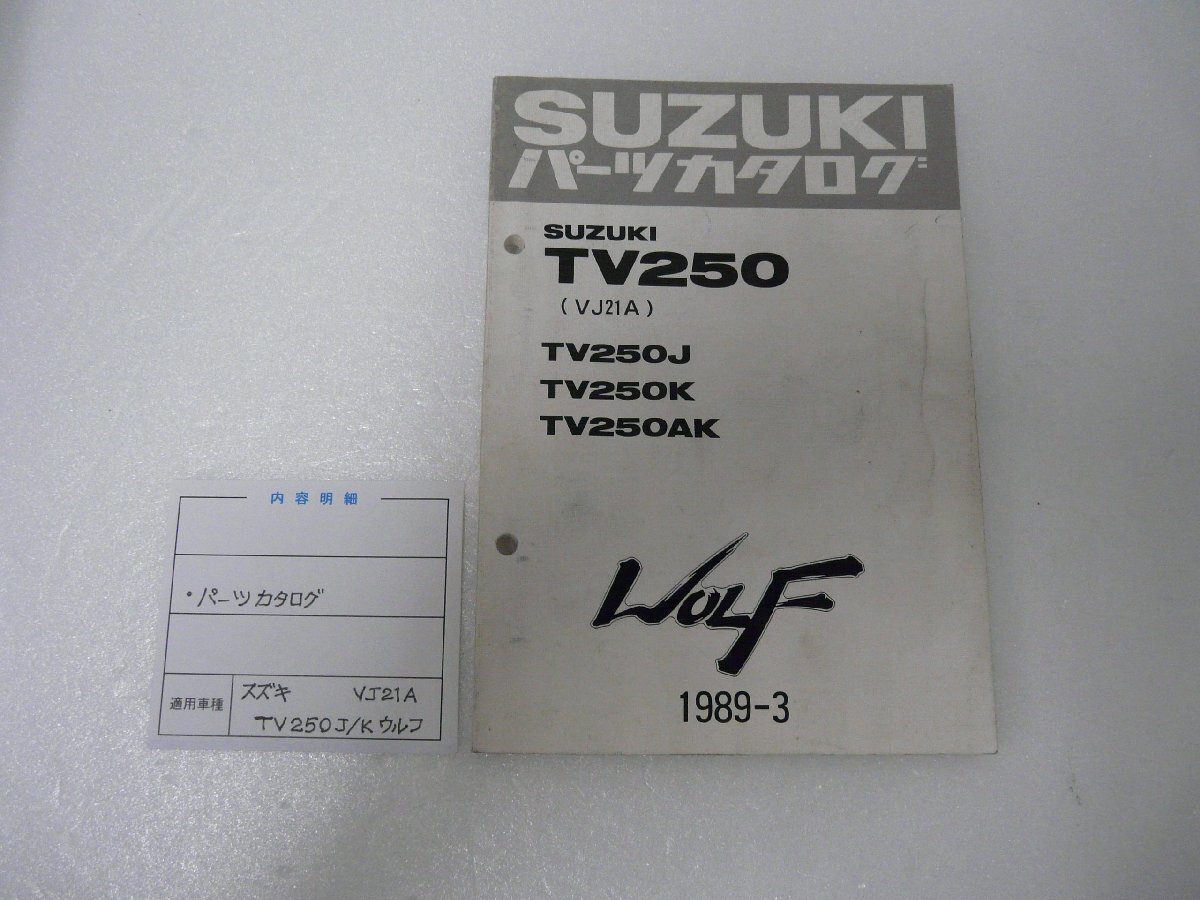 SUZUKI
パーツカタログ
SUZUKI
TV250
(VJ21A)
TV250J
TV250K
TV250AK
WOLF
1989-3
内容明細
・パーツカタログ
適用車種
スズキ VJ21A
TV250J/Kウルフ